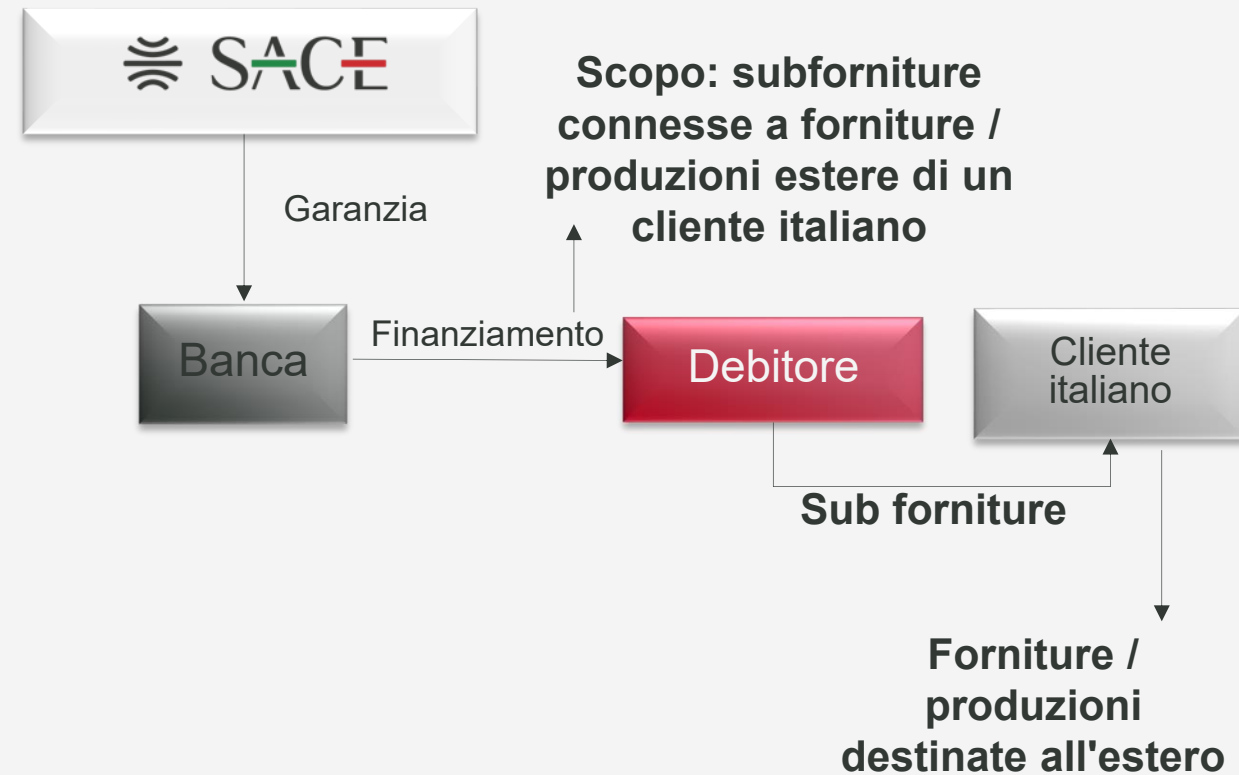 SACE
Scopo: subforniture
connesse a forniture /
produzioni estere di un
cliente italiano
Garanzia
Banca
Finanziamento
Debitore
Cliente
italiano
Sub forniture
Forniture /
produzioni
destinate all'estero